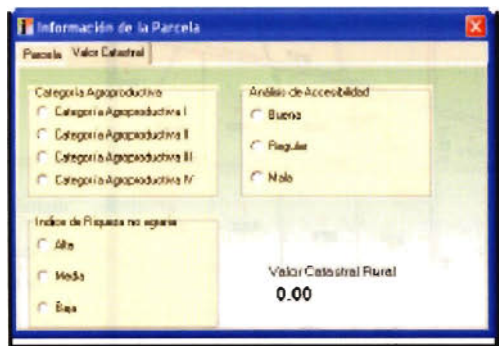 Información de la Parcela
Parcela Valor Catastral
Categoría Agroproductiva
Categoría Agroproductiva I
Categoría Agroproductiva II
Categoría Agroproductiva III
Categoría Agroproductiva IV
Análisis de Accesibilidad
Buena
Regular
Mala
Indice de Riqueza no agraria
Alta
Media
Baja
Valor Catastral Rural
0.00